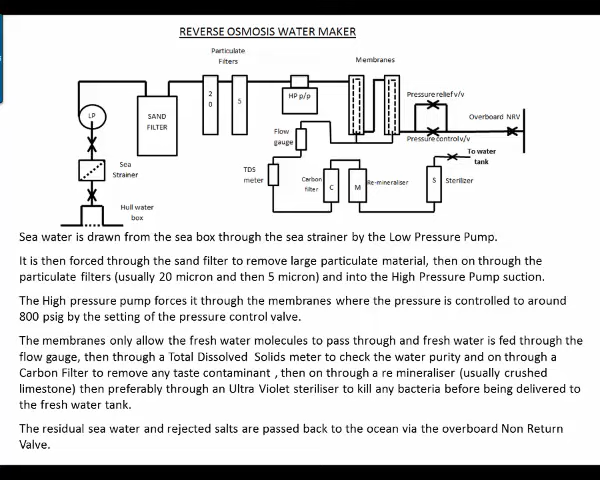 REVERSE OSMOSIS WATER MAKER
Particulate
Filters
Membranes
LP
SAND
FILTER
2
0
5
HP p/p
Pressure relief v/v
Overboard NRV
Pressure control v/v
Flow
gauge
To water
tank
Sea
Strainer
TDS
meter
Carbon
filter
C
M
Re-mineraliser
S
Sterilizer
Hull water
box
Sea water is drawn from the sea box through the sea strainer by the Low Pressure Pump.
It is then forced through the sand filter to remove large particulate material, then on through the
particulate filters (usually 20 micron and then 5 micron) and into the High Pressure Pump suction.
The High pressure pump forces it through the membranes where the pressure is controlled to around
800 psig by the setting of the pressure control valve.
The membranes only allow the fresh water molecules to pass through and fresh water is fed through the
flow gauge, then through a Total Dissolved Solids meter to check the water purity and on through a
Carbon Filter to remove any taste contaminant , then on through a re mineraliser (usually crushed
limestone) then preferably through an Ultra Violet steriliser to kill any bacteria before being delivered to
the fresh water tank.
The residual sea water and rejected salts are passed back to the ocean via the overboard Non Return
Valve.